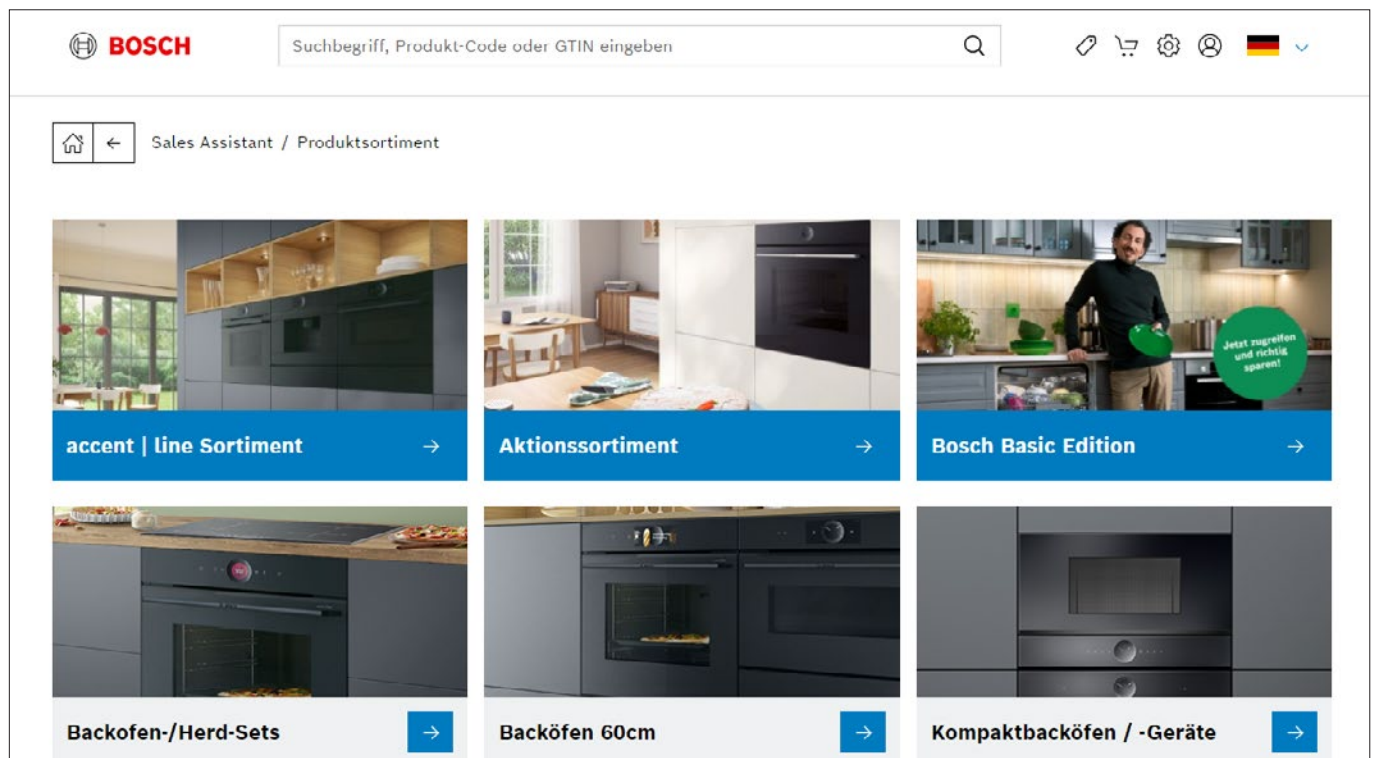 BOSCH
Suchbegriff, Produkt-Code oder GTIN eingeben
Sales Assistant / Produktsortiment
Jetzt zugreifen
und richtig
sparen!
accent | line Sortiment
Aktionssortiment
Bosch Basic Edition
Backofen-/Herd-Sets
Backöfen 60cm
Kompaktbacköfen / -Geräte